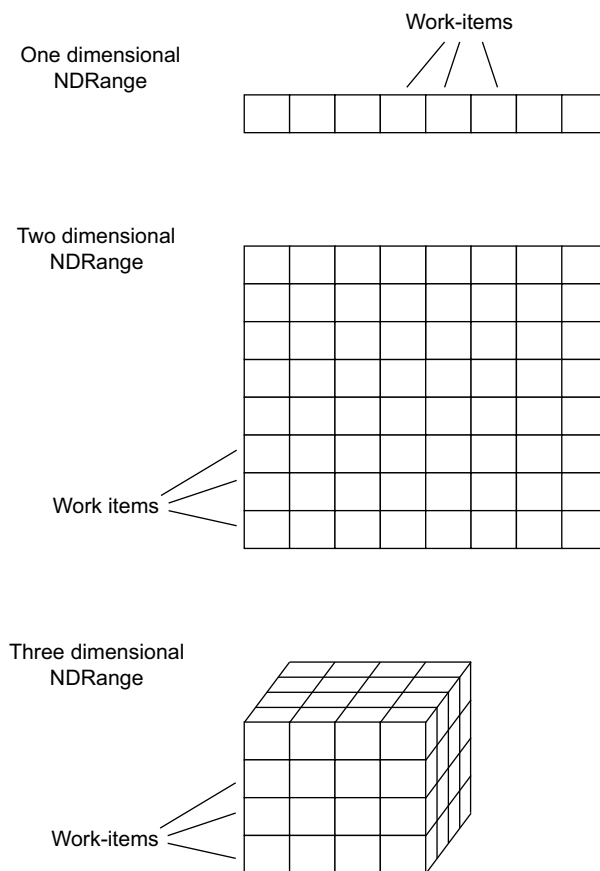 Work-items
One dimensional
NDRange
Two dimensional
NDRange
Work items
Three dimensional
NDRange
Work-items